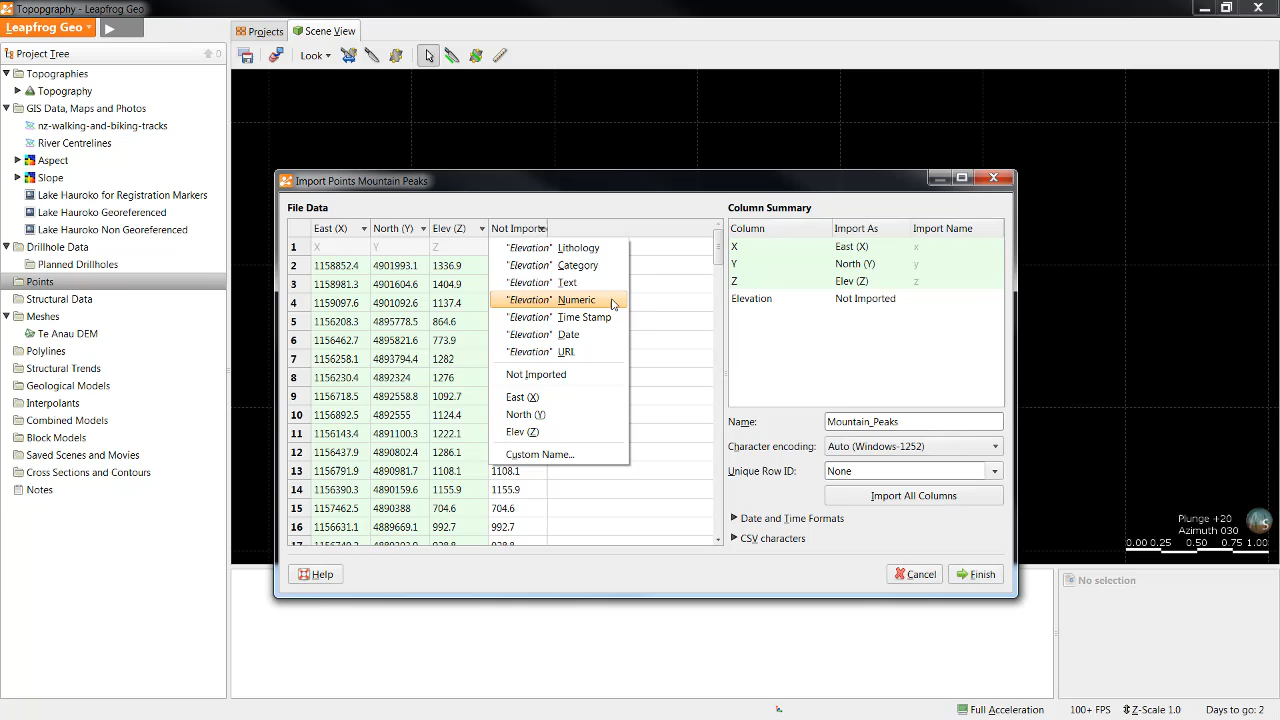 Topopgraphy - Leapfrog Geo
Leapfrog Geo
Projects
Scene View
Project Tree
0
Look
Topographies
Topography
GIS Data, Maps and Photos
nz-walking-and-biking-tracks
River Centrelines
Aspect
Slope
Lake Hauroko for Registration Markers
Lake Hauroko Georeferenced
Lake Hauroko Non Georeferenced
Drillhole Data
Planned Drillholes
Points
Structural Data
Meshes
Te Anau DEM
Polylines
Structural Trends
Geological Models
Interpolants
Combined Models
Block Models
Saved Scenes and Movies
Cross Sections and Contours
Notes
Import Points Mountain Peaks
File Data
East (X) North (Y) Elev (Z) Not Importe
1 X Y Z
2 1158852.4 4901993.1 1336.9
3 1158981.3 4901604.6 1404.9
4 1159097.6 4901092.6 1137.4
5 1156208.3 4895778.5 864.6
6 1156462.7 4895821.6 773.9
7 1156258.1 4893794.4 1282
8 1156230.4 4892324 1276
9 1156718.5 4892558.8 1092.7
10 1156892.5 4892555 1124.4
11 1156143.4 4891100.3 1222.1
12 1156437.9 4890802.4 1286.1
13 1156791.9 4890981.7 1108.1 1108.1
14 1156390.3 4890159.6 1155.9 1155.9
15 1157462.5 4890388 704.6 704.6
16 1156631.1 4889669.1 992.7 992.7
"Elevation" Lithology
"Elevation" Category
"Elevation" Text
"Elevation" Numeric
"Elevation" Time Stamp
"Elevation" Date
"Elevation" URL
Not Imported
East (X)
North (Y)
Elev (Z)
Custom Name...
Column Summary
Column Import As Import Name
X East (X) x
Y North (Y) y
Z Elev (Z) z
Elevation Not Imported
Name: Mountain_Peaks
Character encoding: Auto (Windows-1252)
Unique Row ID: None
Import All Columns
Date and Time Formats
CSV characters
Help
Cancel
Finish
Plunge +20
Azimuth 030
0.00 0.25 0.50 0.75 1.00
No selection
Full Acceleration
100+ FPS
Z-Scale 1.0
Days to go: 2